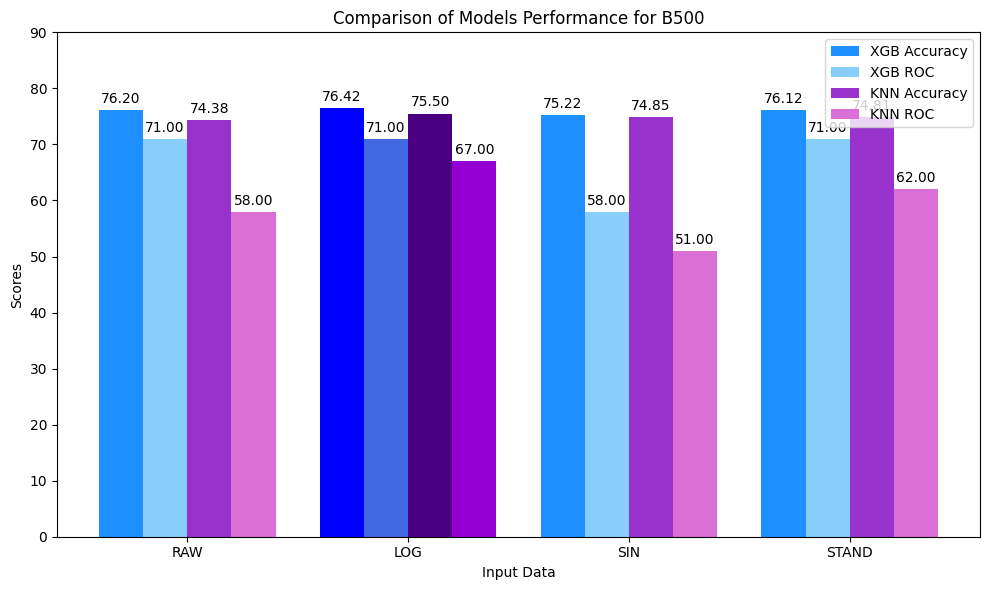 Comparison of Models Performance for B500
90
80
70
60
50
40
30
20
10
0
Scores
76.20
71.00
74.38
58.00
76.42
71.00
75.50
67.00
75.22
58.00
74.85
51.00
76.12
71.00
74.81
62.00
XGB Accuracy
XGB ROC
KNN Accuracy
KNN ROC
RAW
LOG
SIN
STAND
Input Data